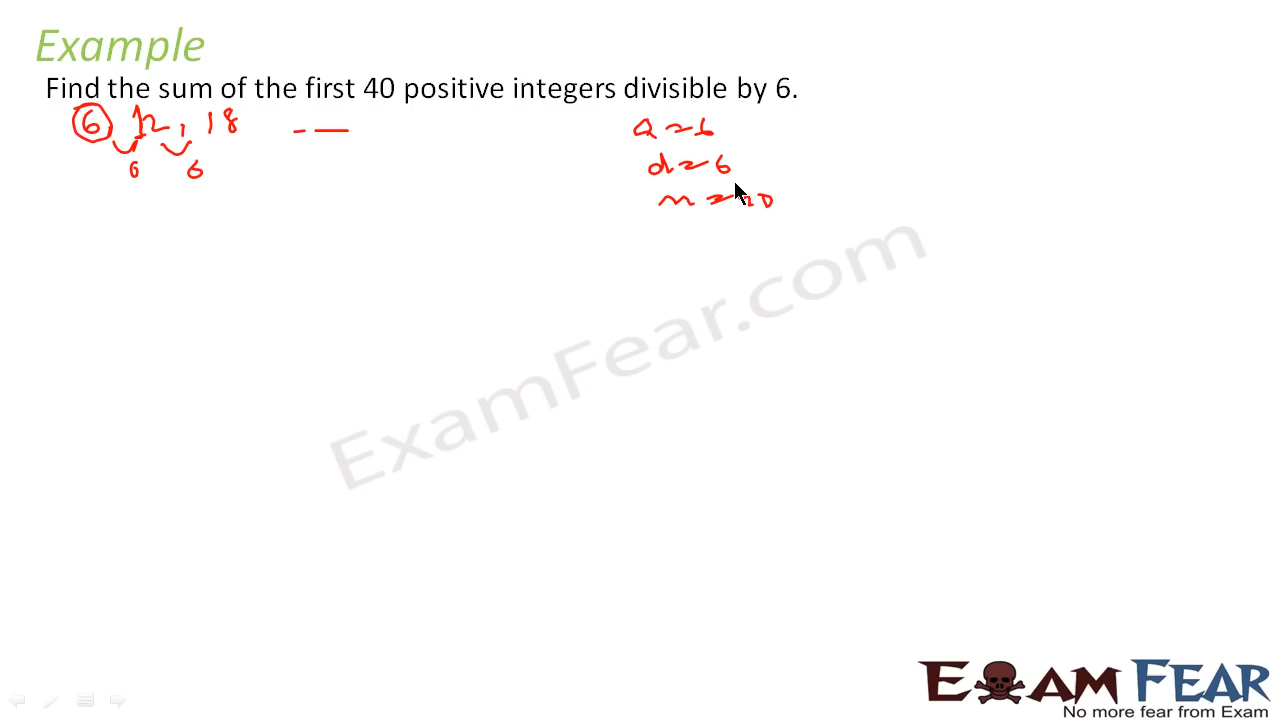 Example
Find the sum of the first 40 positive integers divisible by 6.
6 12, 18 - —
6 6
a = 6
d = 6
n =
ExamFear.com
EXAM FEAR
No more fear from Exam